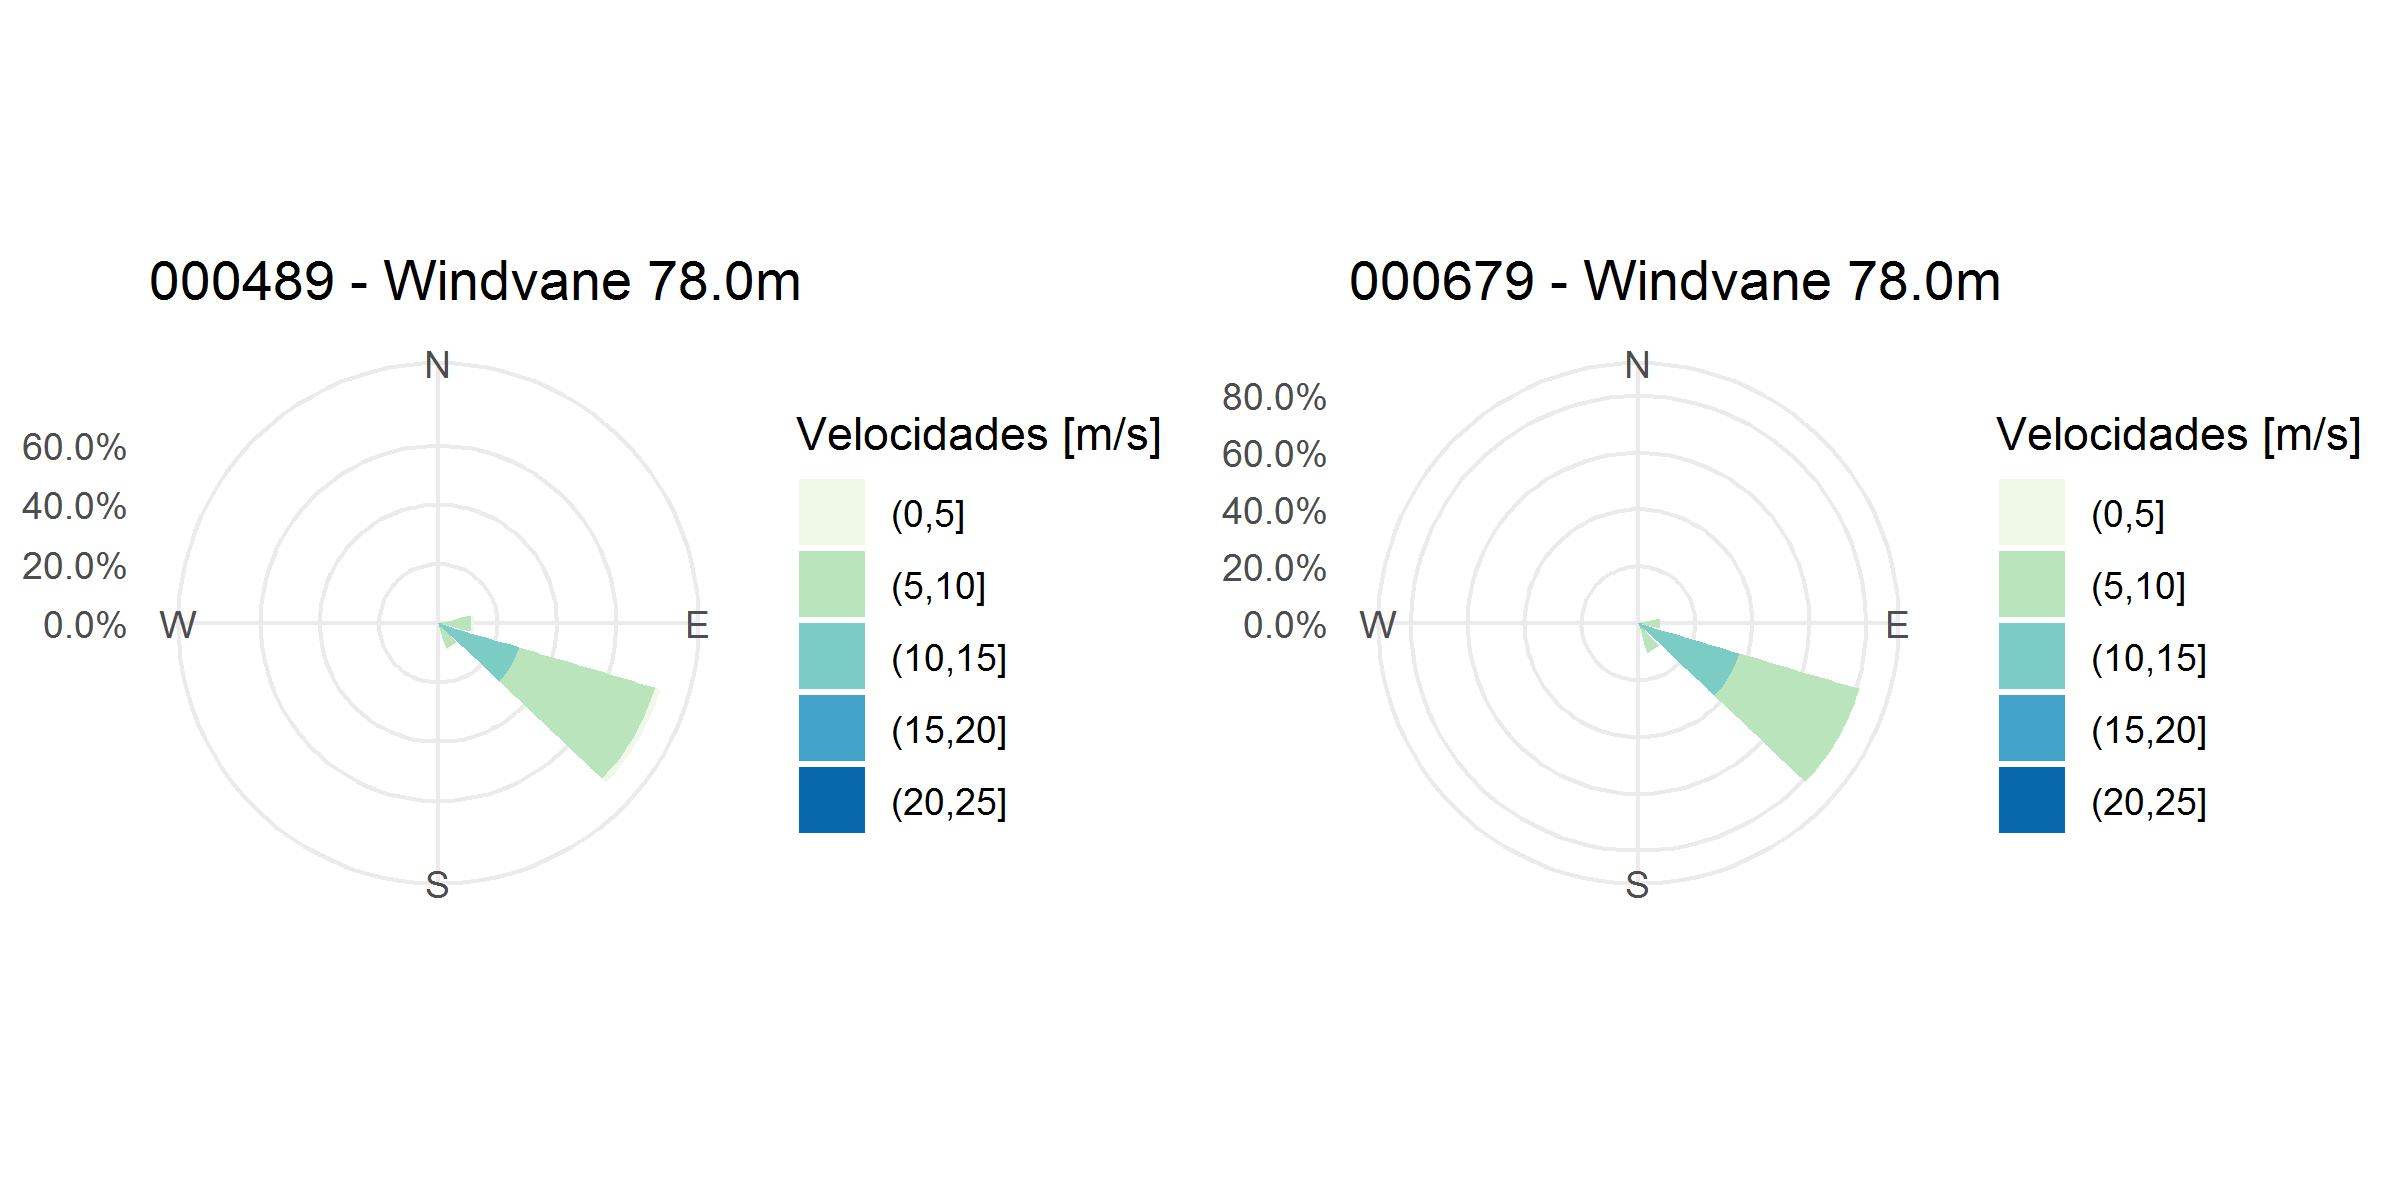 000489 - Windvane 78.0m
N
60.0%
40.0%
20.0%
0.0%
W
E
S
Velocidades [m/s]
(0,5]
(5,10]
(10,15]
(15,20]
(20,25]
000679 - Windvane 78.0m
N
80.0%
60.0%
40.0%
20.0%
0.0%
W
E
S
Velocidades [m/s]
(0,5]
(5,10]
(10,15]
(15,20]
(20,25]